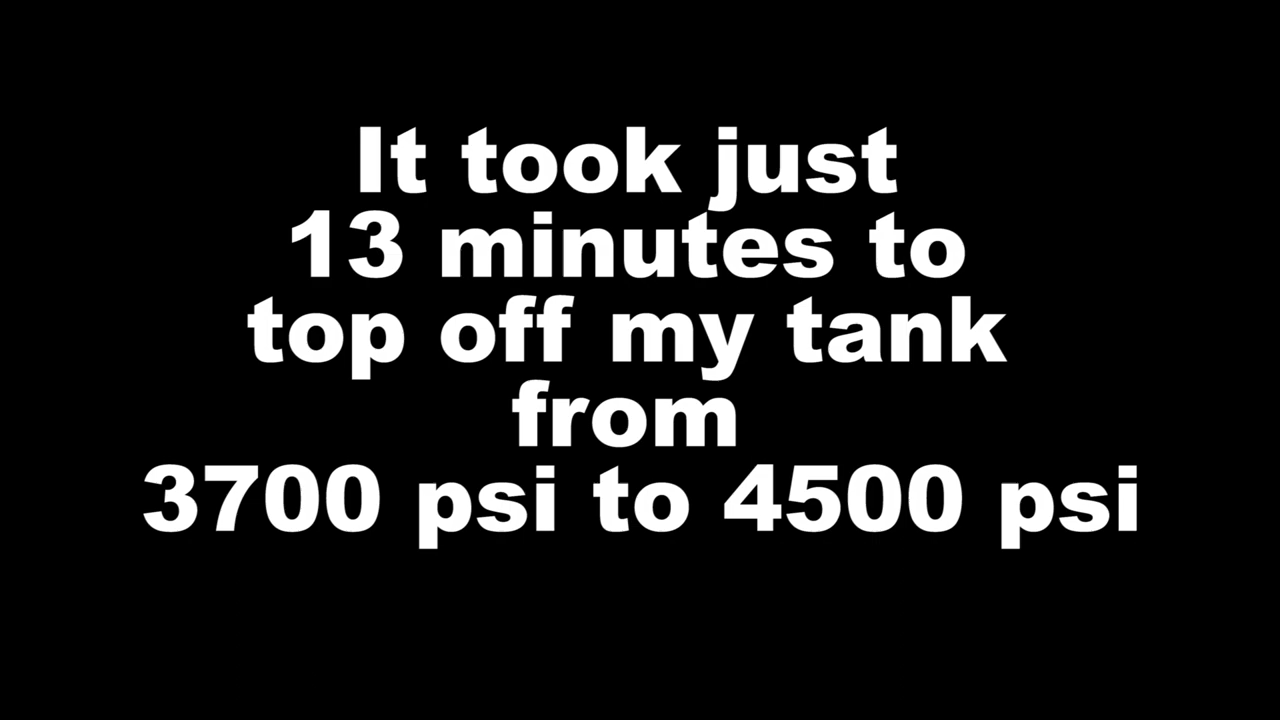 It took just
13 minutes to
top off my tank
from
3700 psi to 4500 psi